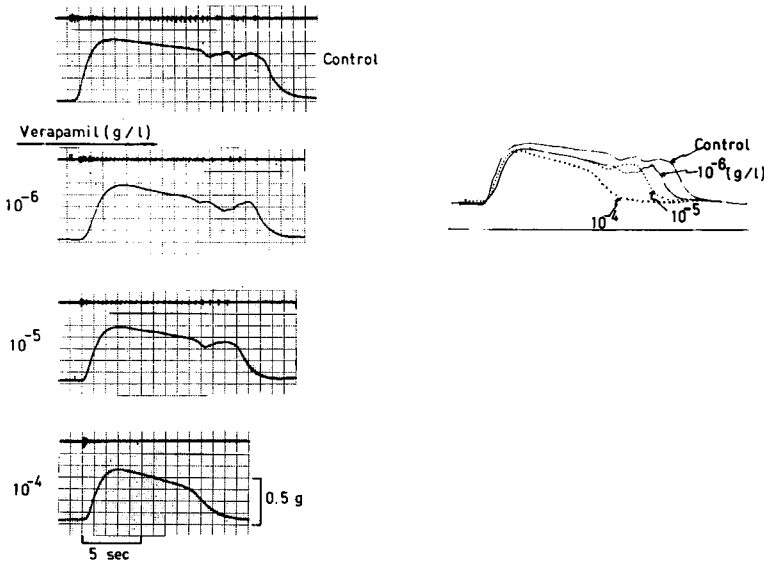 Control
Verapamil (g/l)
10-6
10-5
10-4
0.5 g
5 sec
Control
10-6 (g/l)
10-5
10-4